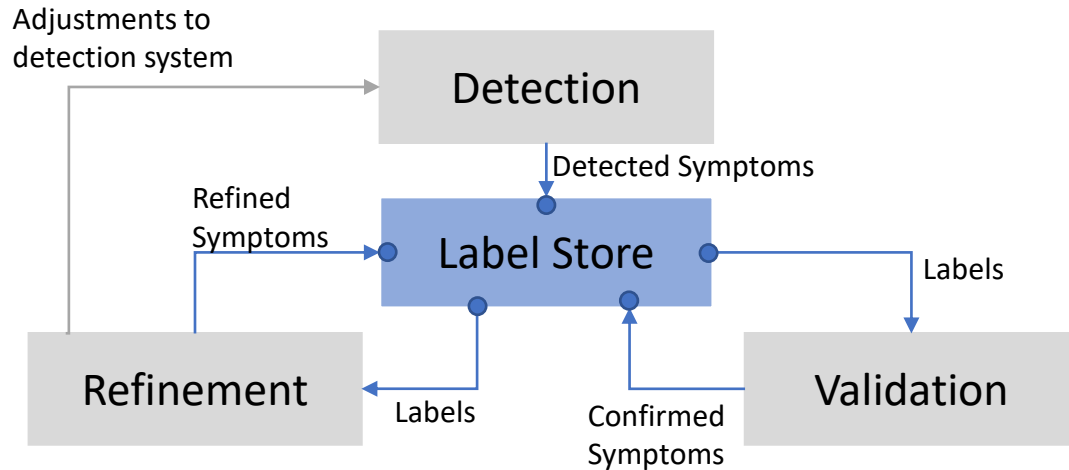 Adjustments to
detection system
Detection
Detected Symptoms
Refined
Symptoms
Label Store
Labels
Refinement
Labels
Confirmed
Symptoms
Validation